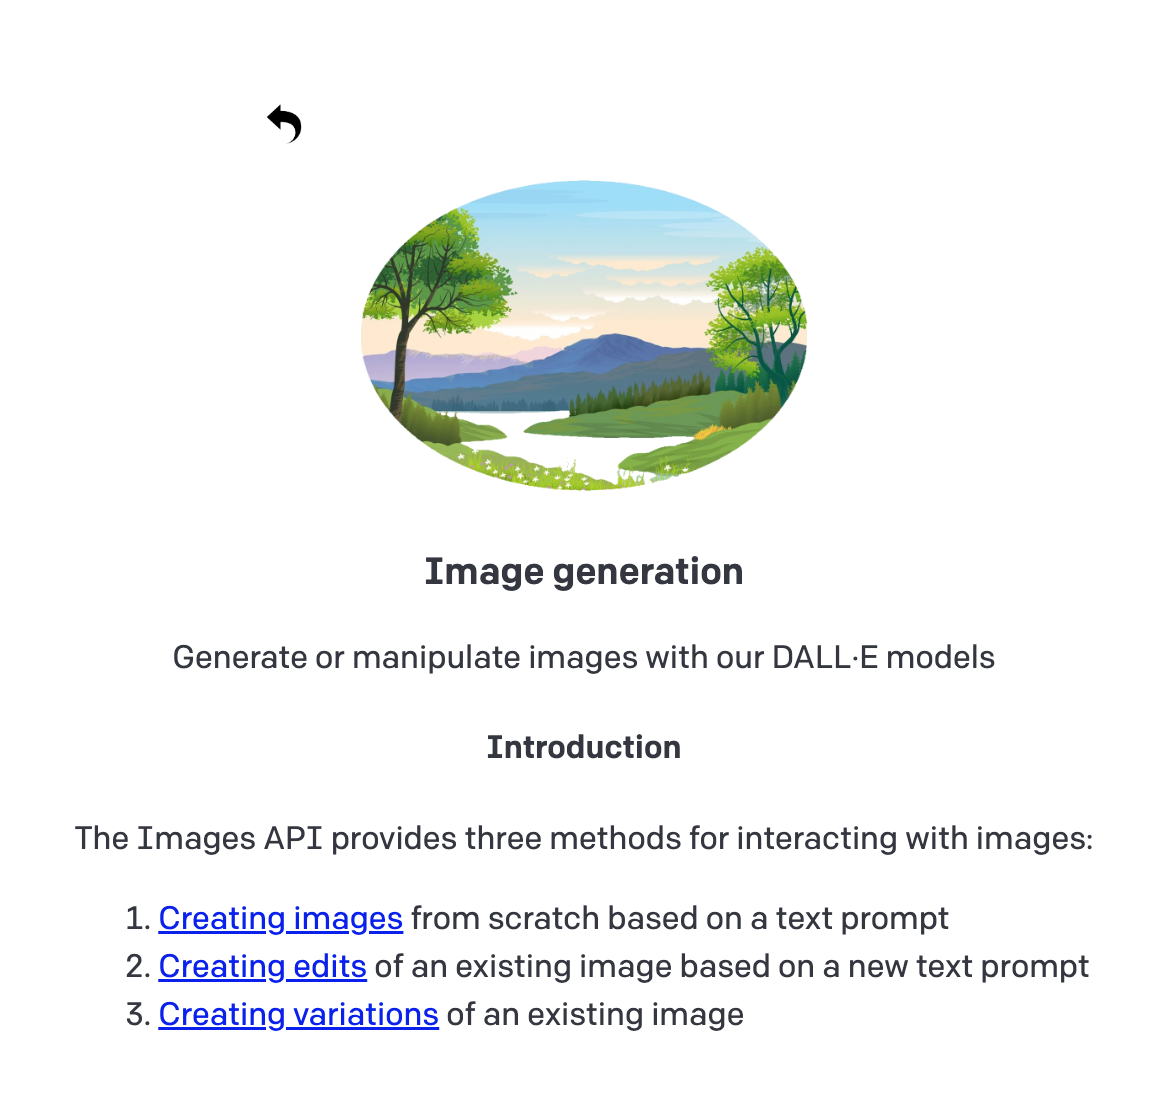 Image generation
Generate or manipulate images with our DALL·E models
Introduction
The Images API provides three methods for interacting with images:
1. Creating images from scratch based on a text prompt
2. Creating edits of an existing image based on a new text prompt
3. Creating variations of an existing image